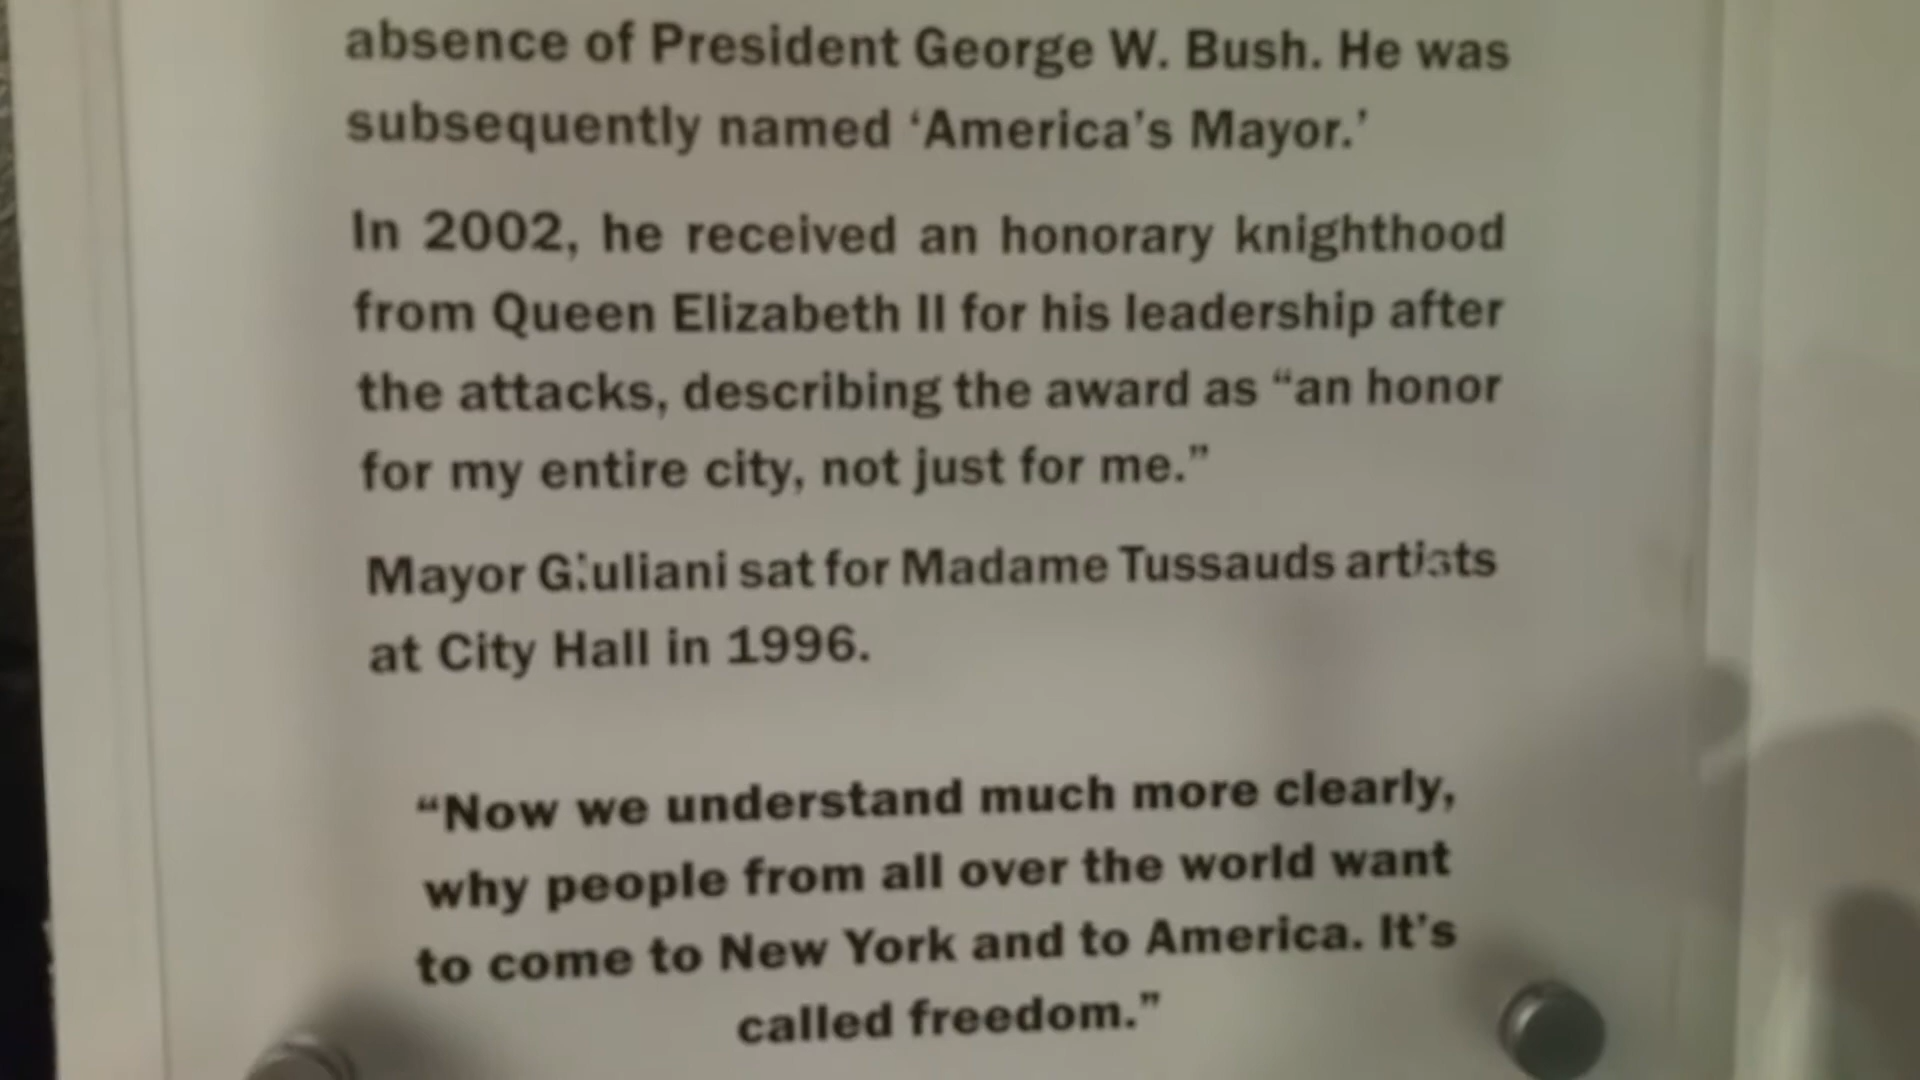 absence of President George W. Bush. He was
subsequently named ‘America’s Mayor.’
In 2002, he received an honorary knighthood
from Queen Elizabeth II for his leadership after
the attacks, describing the award as “an honor
for my entire city, not just for me.”
Mayor Giuliani sat for Madame Tussauds artists
at City Hall in 1996.
“Now we understand much more clearly,
why people from all over the world want
to come to New York and to America. It’s
called freedom.”